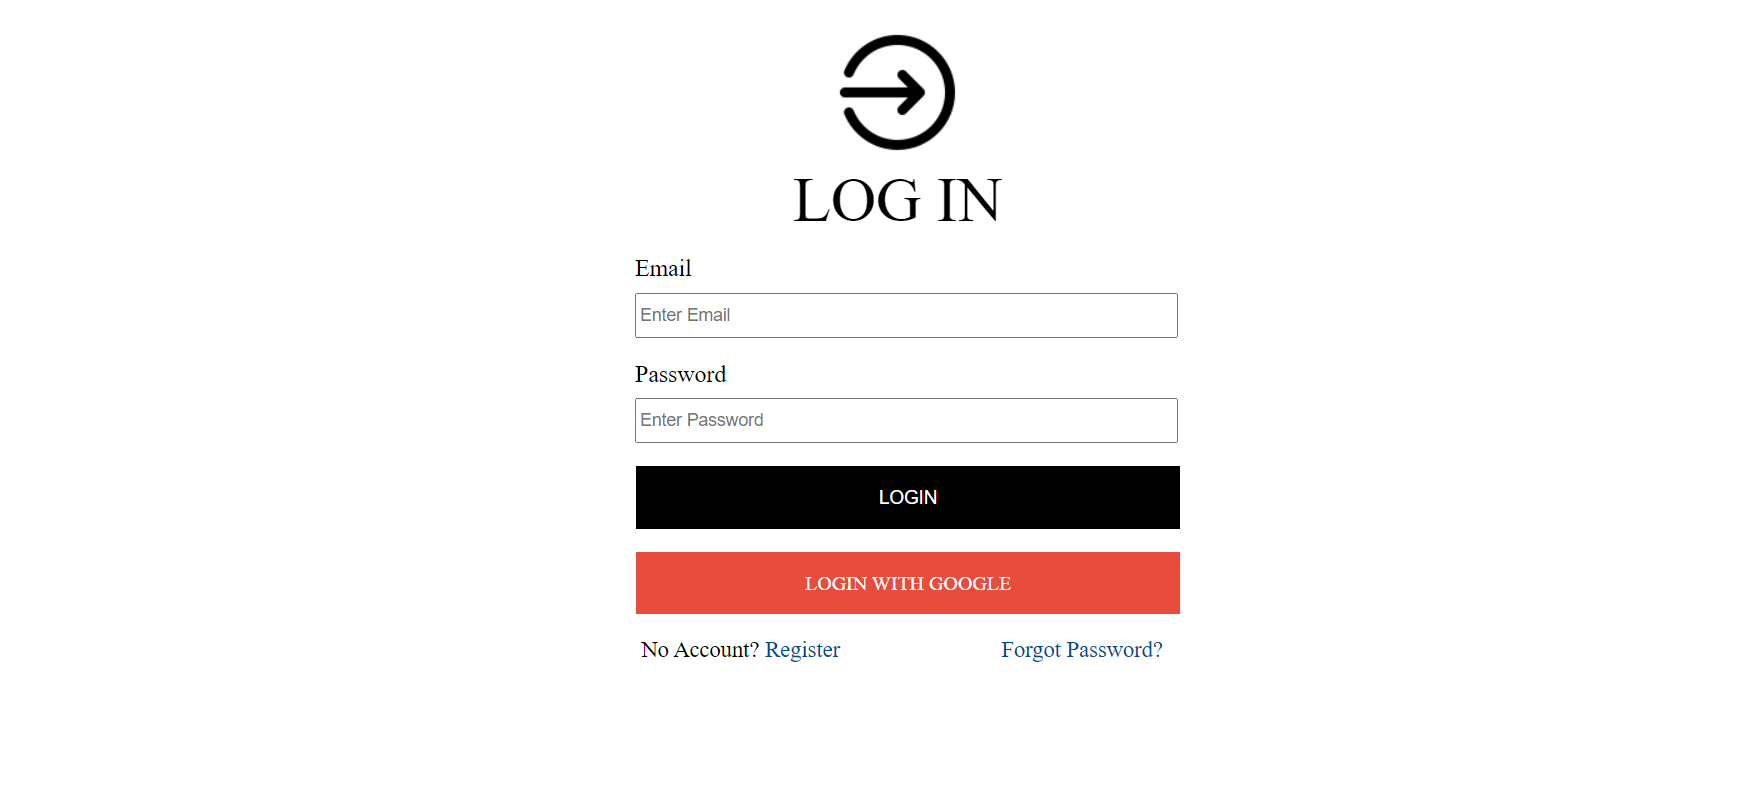 LOG IN
Email
Enter Email
Password
Enter Password
LOGIN
LOGIN WITH GOOGLE
No Account? Register Forgot Password?